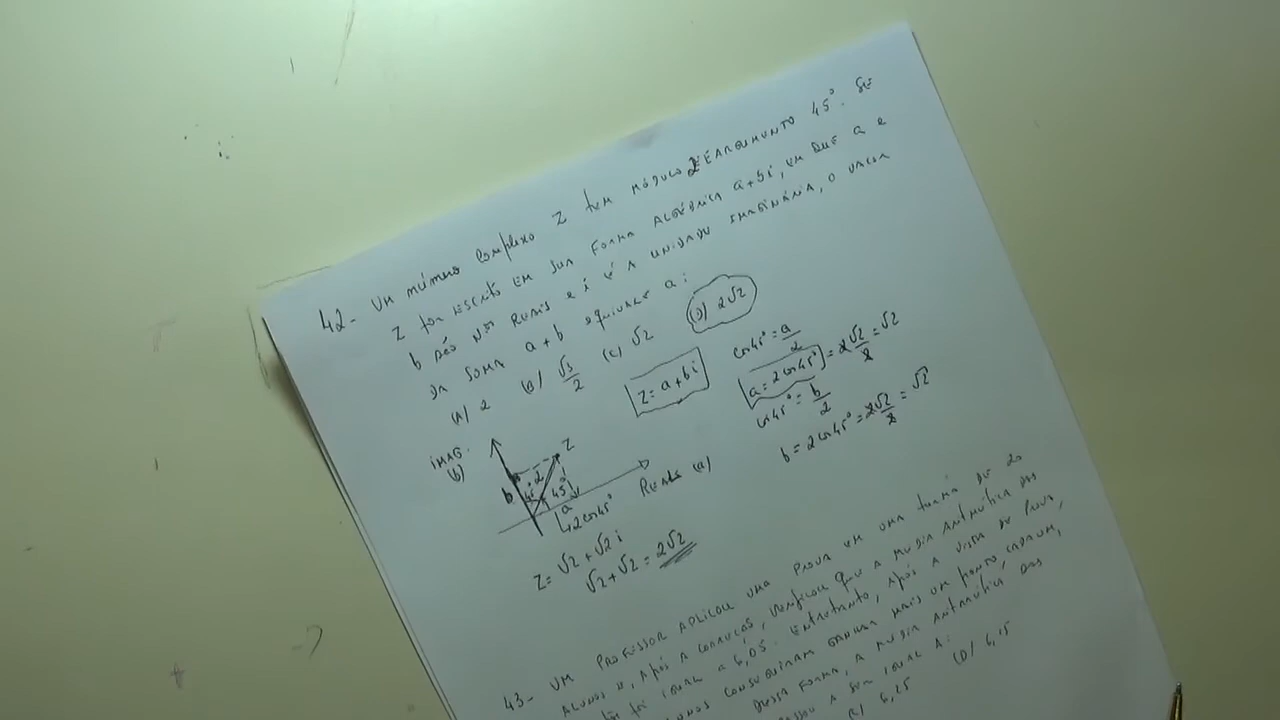 42- UM NÚMERO COMPLEXO Z TEM MÓDULO 2 E ARGUMENTO 45°. SE
Z FOR ESCRITO EM SUA FORMA ALGÉBRICA a+bi, EM QUE a e
b SÃO NOS REAIS e i É A UNIDADE IMAGINÁRIA, O VALOR
DA SOMA a+b equivale a:
(A) 2 (B) √3/2 (C) √2 (D) 2√2
Z = a+bi
cos45° = a/2
a = 2cos45° = 2√2/2 = √2
cos45° = b/2
b = 2cos45° = 2√2/2 = √2
IMAG.
(b)
Z
b
2
45°
45°
a
REAIS (a)
2cos45°
Z = √2 + √2 i
√2 + √2 = 2√2
43- UM PROFESSOR APLICOU UMA PROVA EM UMA TURMA DE 20
ALUNOS e, APÓS A CORREÇÃO, verificou que A MÉDIA ARITMÉTICA DAS
foi IGUAL a 6,05. ENTRETANTO, APÓS A VISTA DE PROVA,
CONSEGUIRAM GANHAR MAIS UM PONTO CADA UM,
DESSA FORMA, A MÉDIA ARITMÉTICA DAS
A SER IGUAL A:
6,25 (D) 6,15